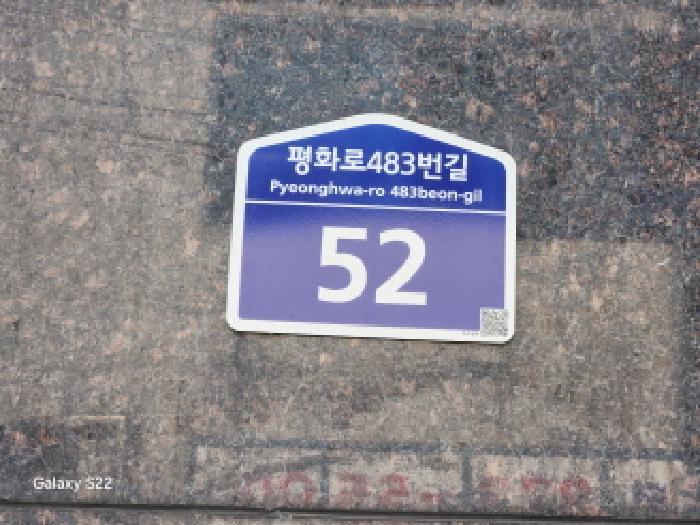 평화로483번길
Pyeonghwa-ro 483beon-gil
52
Galaxy S22